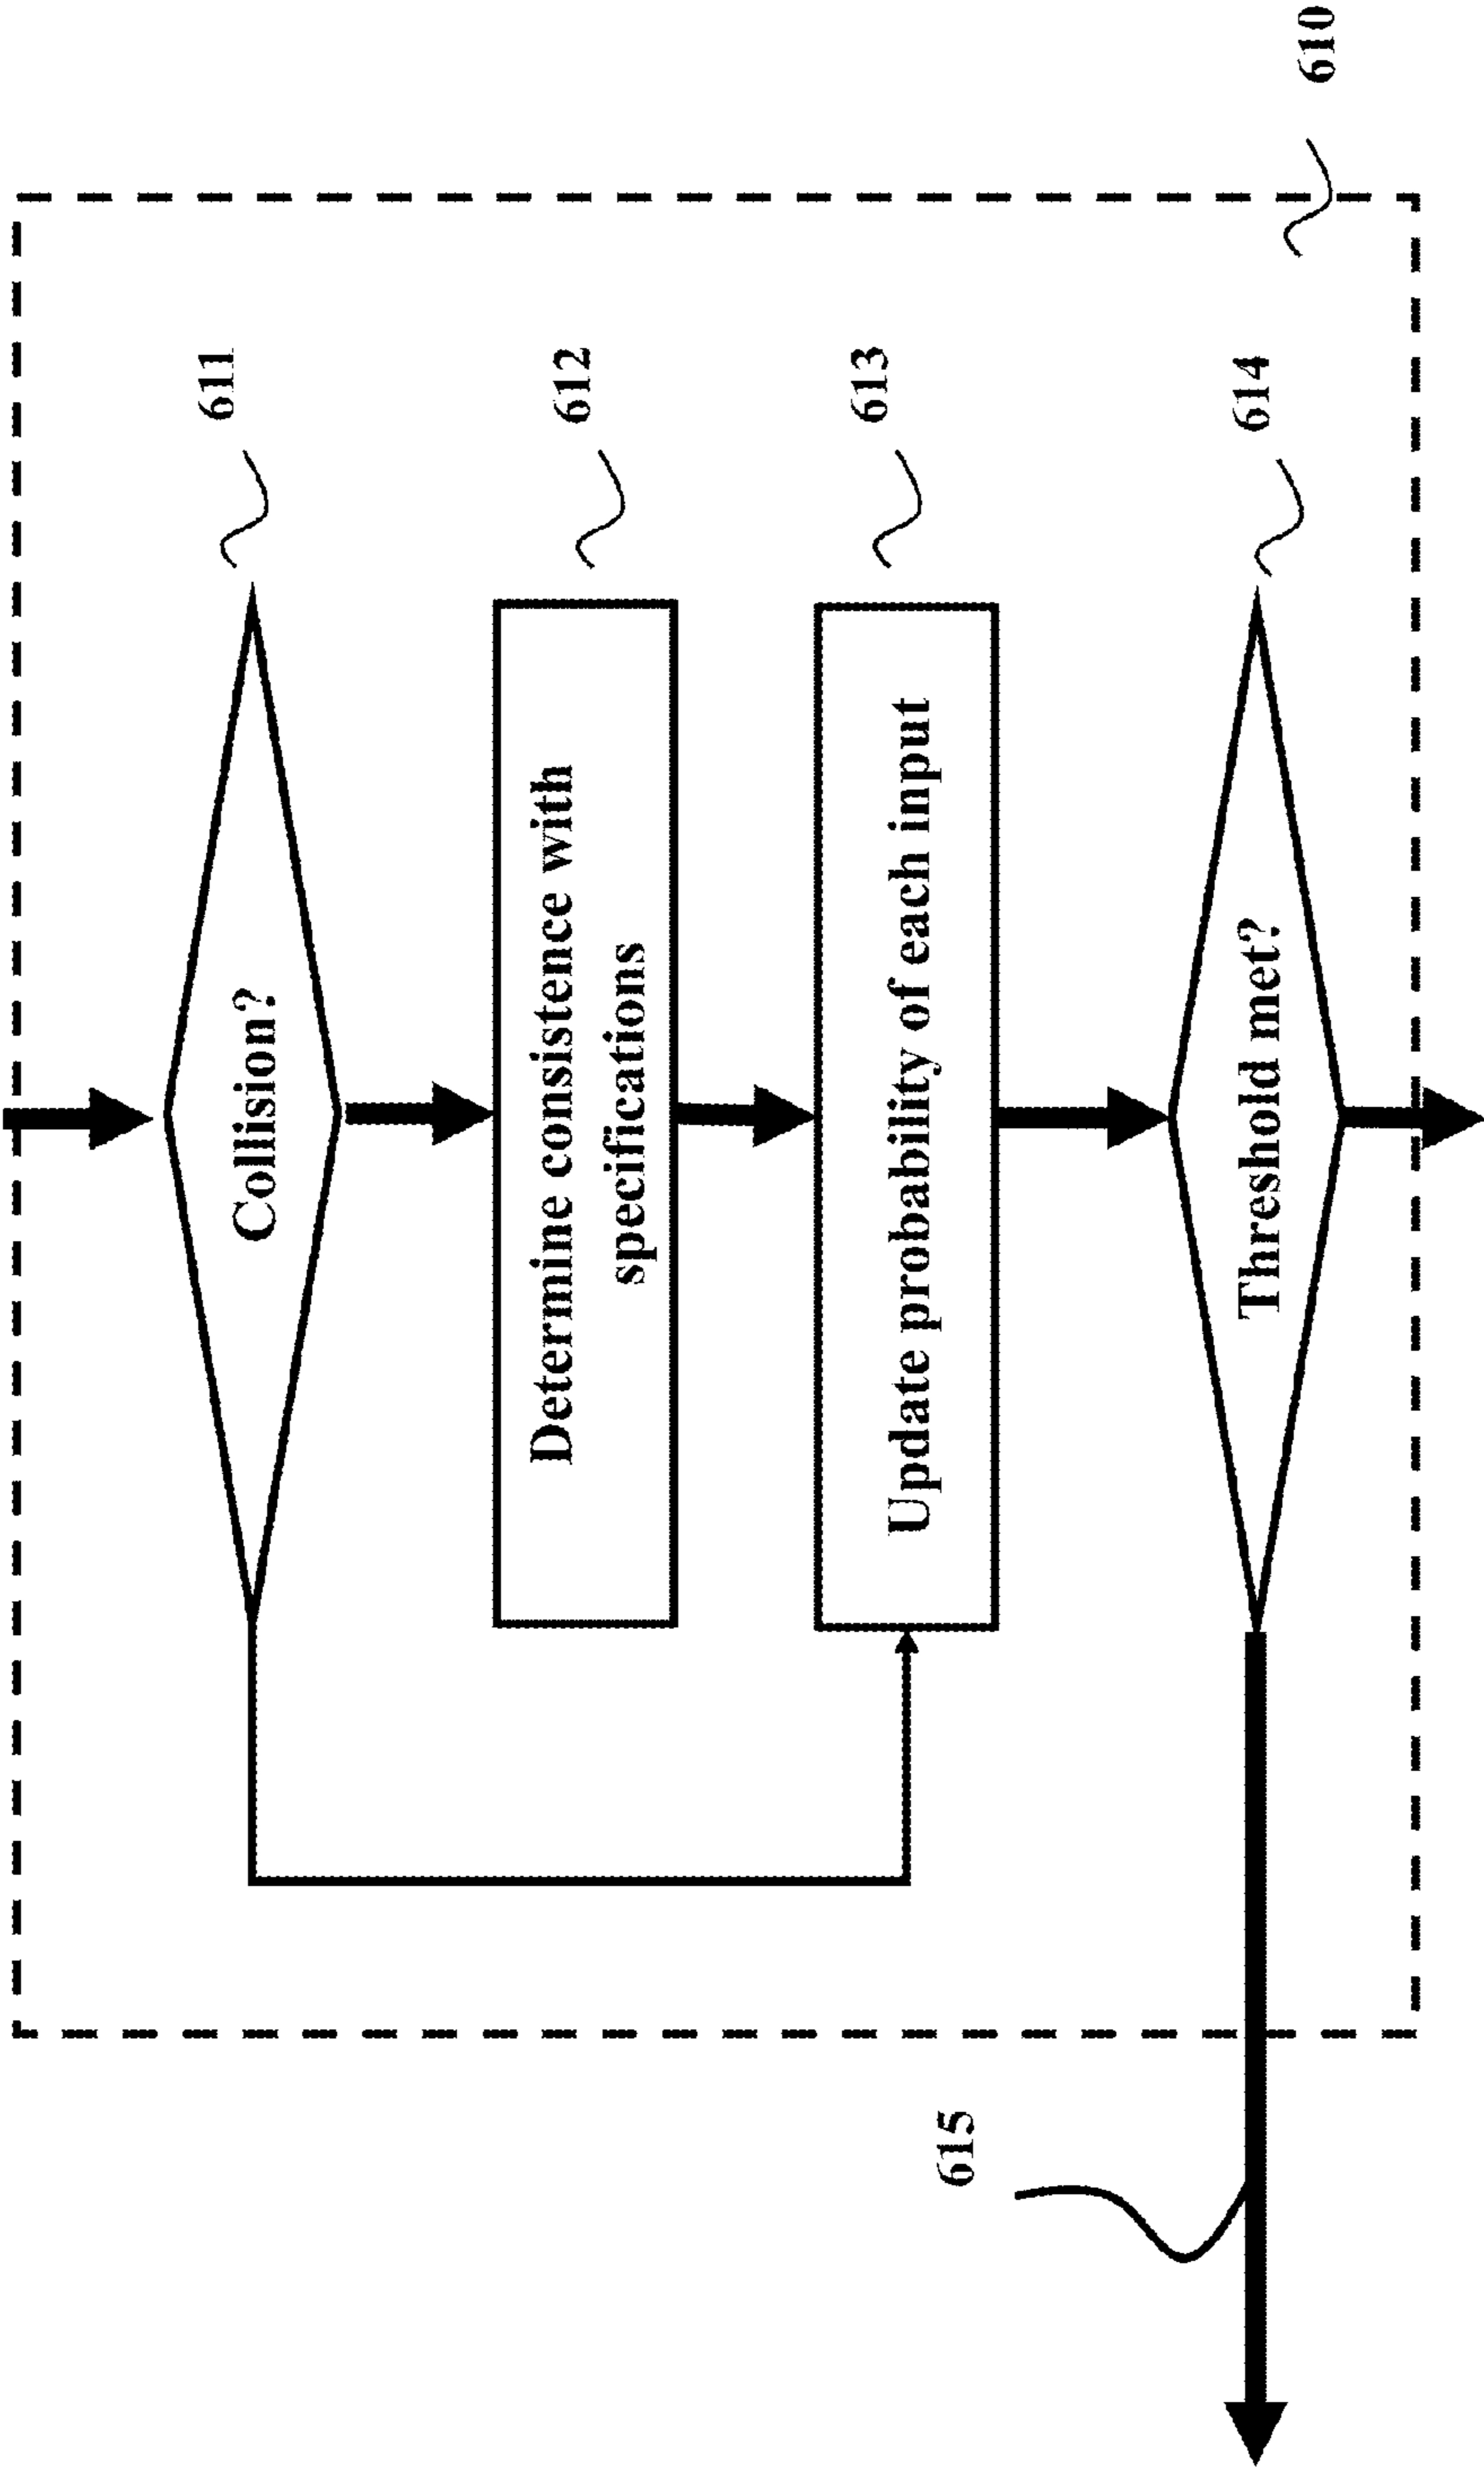 Collision?
611
Determine consistence with
specifications
612
Update probability of each input
613
Threshold met?
614
615
610